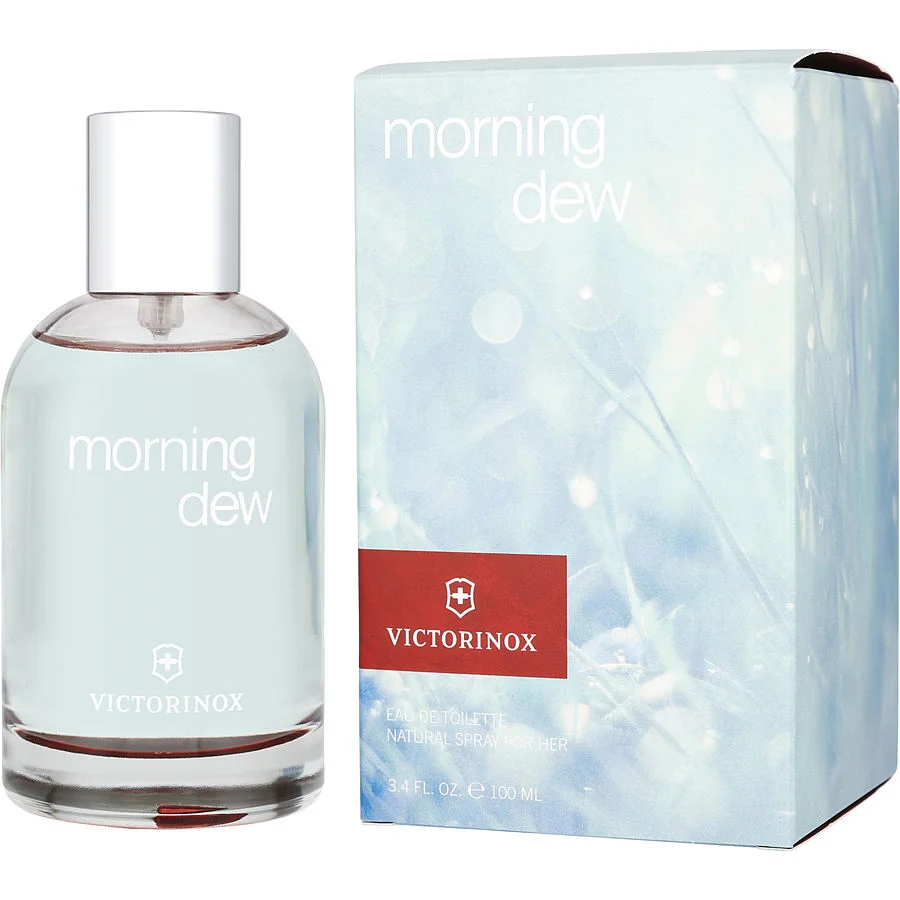 morning
dew
VICTORINOX
morning
dew
VICTORINOX
EAU DE TOILETTE
NATURAL SPRAY FOR HER
3.4 FL. OZ. ℮ 100 ML